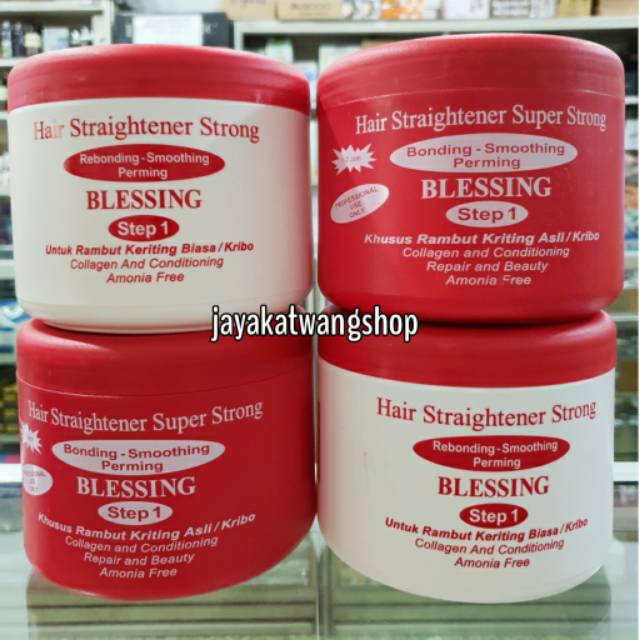 Hair Straightener Strong
Rebonding - Smoothing
Perming
BLESSING
Step 1
Untuk Rambut Keriting Biasa / Kribo
Collagen And Conditioning
Amonia Free
Hair Straightener Super Strong
Bonding - Smoothing
Perming
PROFESSIONAL
USE
ONLY
BLESSING
Step 1
Khusus Rambut Kriting Asli / Kribo
Collagen and Conditioning
Repair and Beauty
Amonia Free
jayakatwangshop
Hair Straightener Super Strong
Bonding - Smoothing
Perming
BLESSING
Step 1
Khusus Rambut Kriting Asli / Kribo
Collagen and Conditioning
Repair and Beauty
Amonia Free
Hair Straightener Strong
Rebonding - Smoothing
Perming
BLESSING
Step 1
Untuk Rambut Keriting Biasa / Kribo
Collagen And Conditioning
Amonia Free